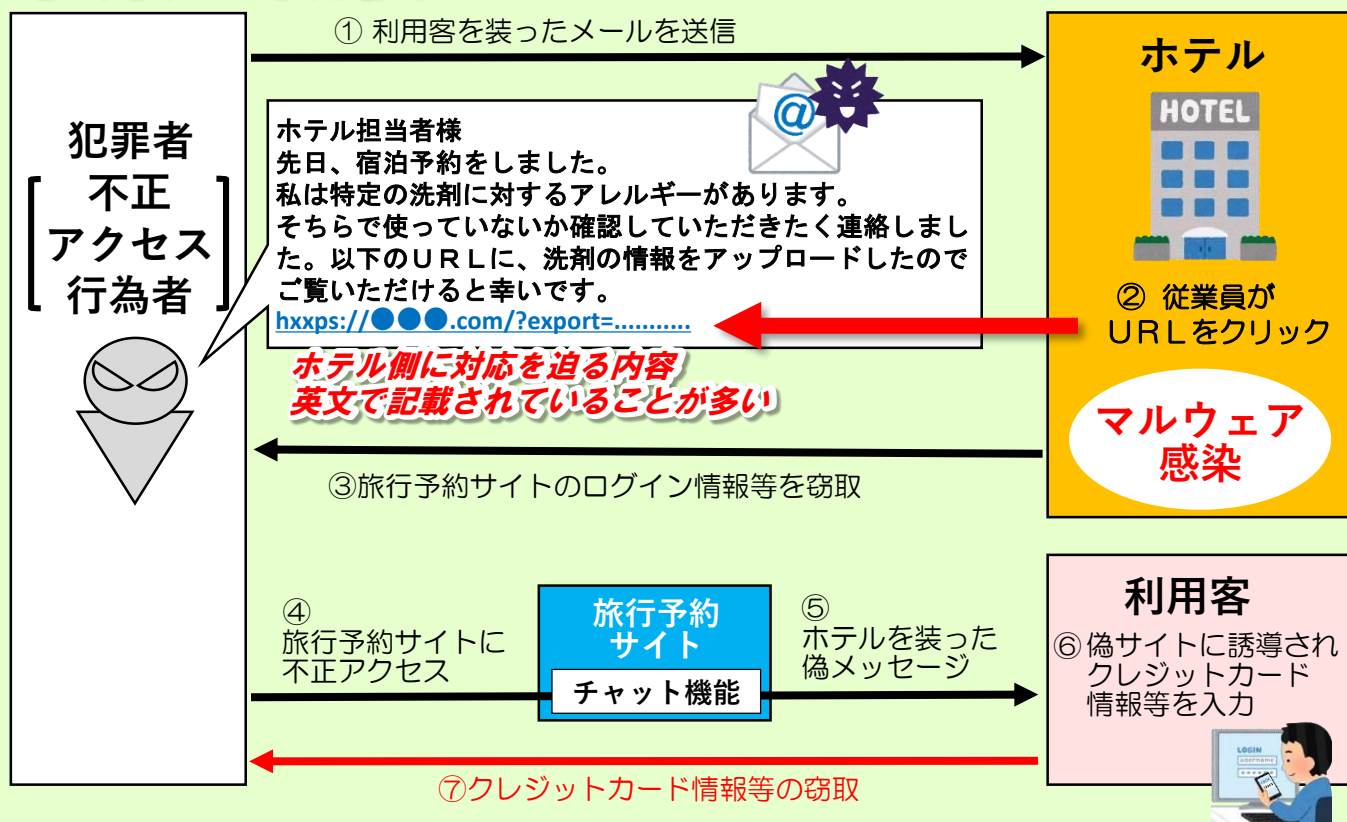 ① 利用客を装ったメールを送信
犯罪者
不正
アクセス
行為者
ホテル担当者様
先日、宿泊予約をしました。
私は特定の洗剤に対するアレルギーがあります。
そちらで使っていないか確認していただきたく連絡しまし
た。以下のURLに、洗剤の情報をアップロードしたので
ご覧いただけると幸いです。
hxxps://●●●.com/?export=...........
@
ホテル側に対応を迫る内容
英文で記載されていることが多い
ホテル
HOTEL
② 従業員が
URLをクリック
マルウェア
感染
③旅行予約サイトのログイン情報等を窃取
④
旅行予約サイトに
不正アクセス
旅行予約
サイト
チャット機能
⑤
ホテルを装った
偽メッセージ
利用客
⑥偽サイトに誘導され
クレジットカード
情報等を入力
LOGIN
username
⑦クレジットカード情報等の窃取